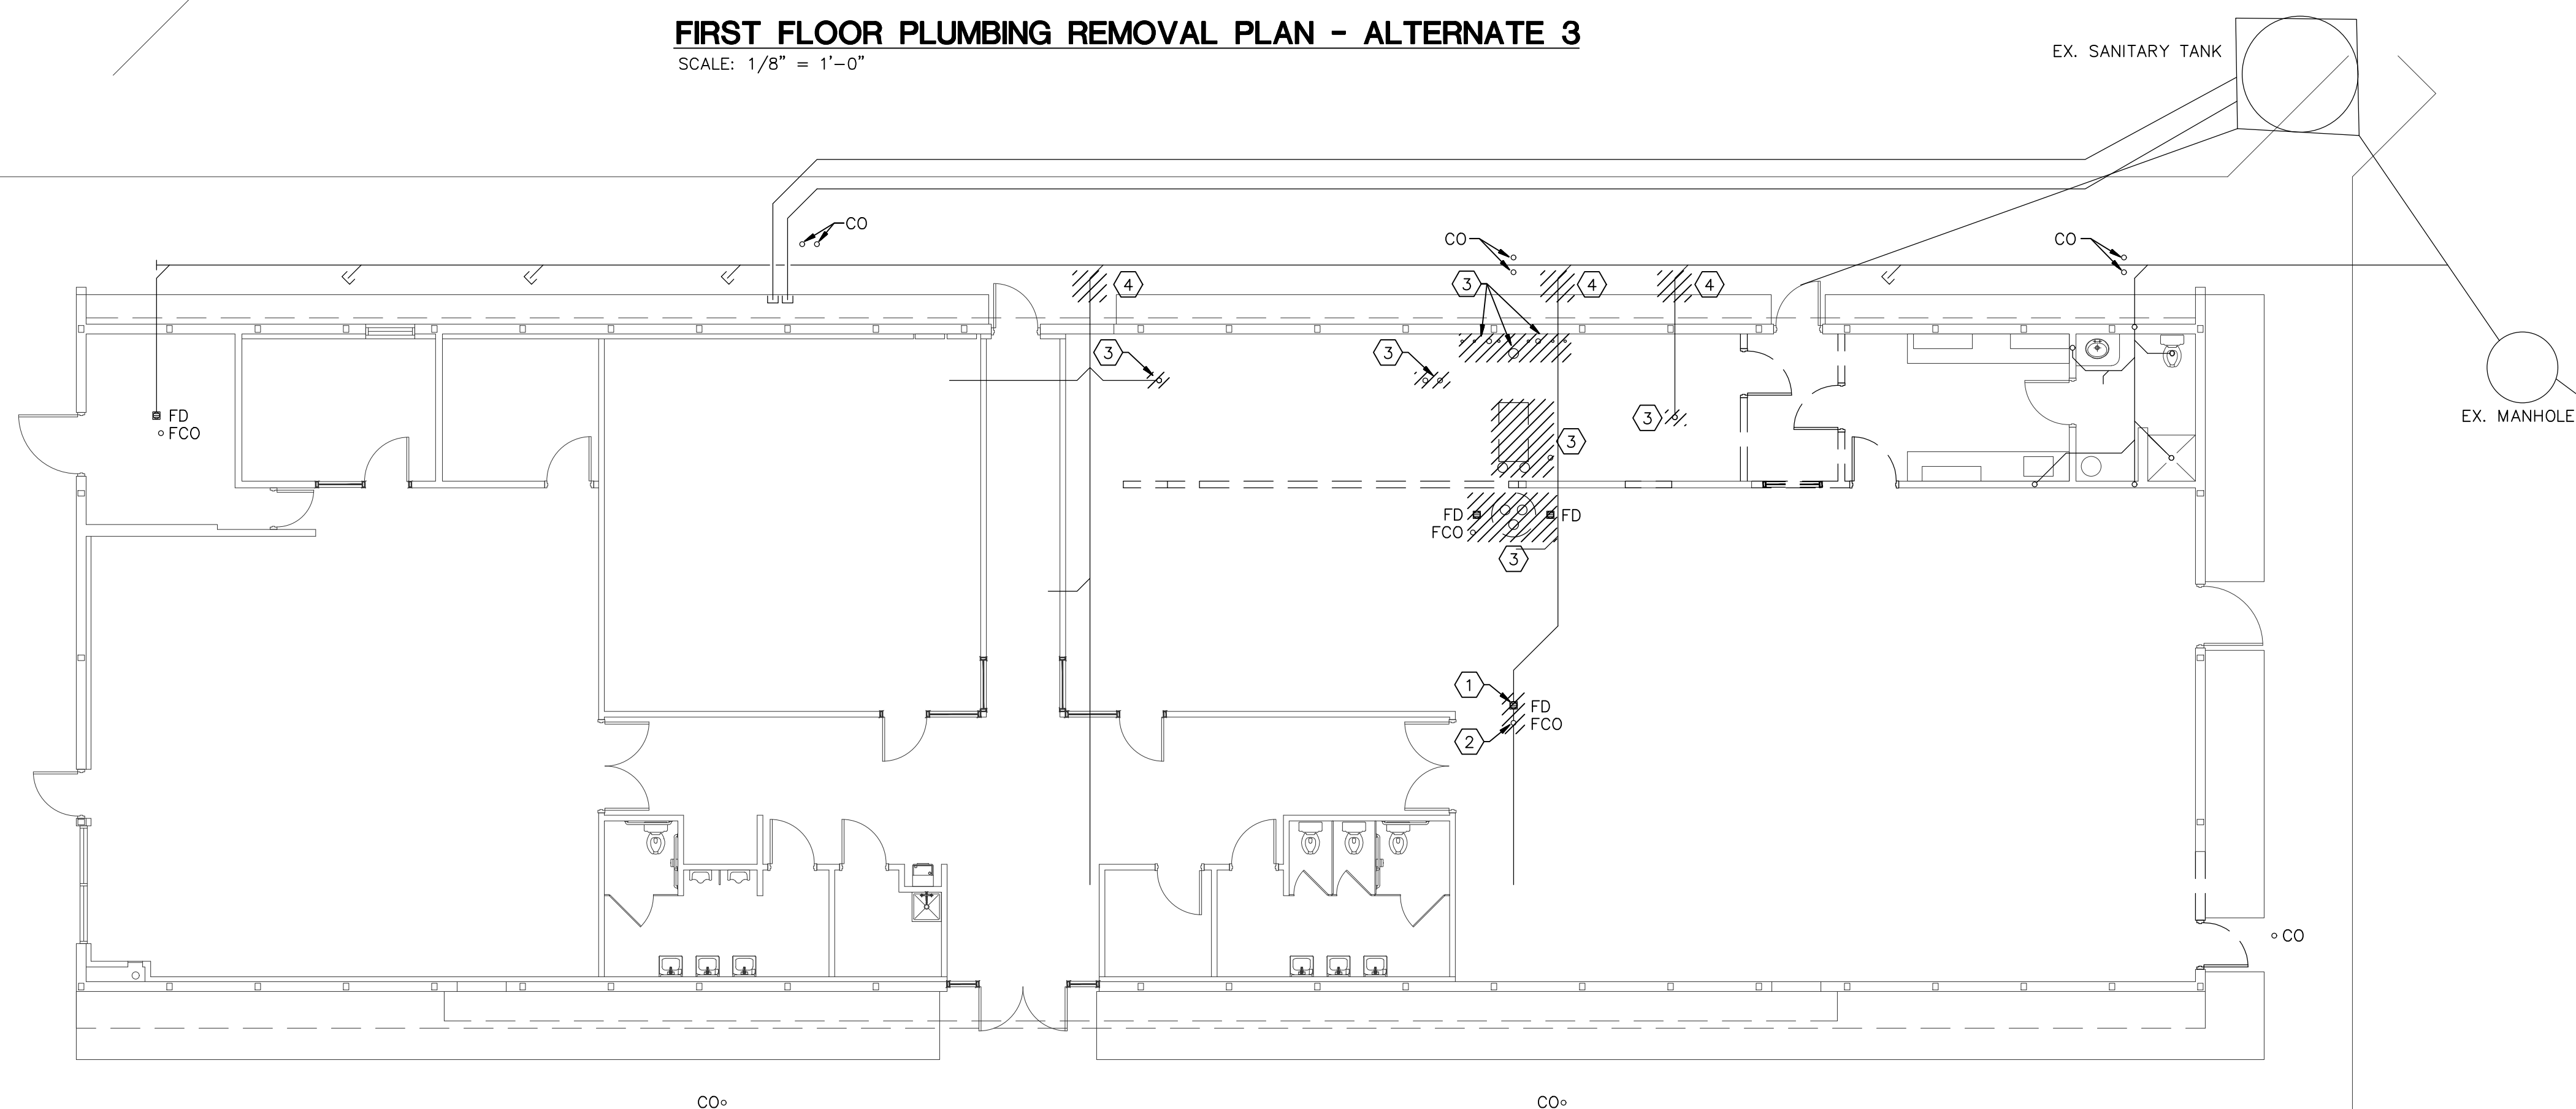 FIRST FLOOR PLUMBING REMOVAL PLAN - ALTERNATE 3
SCALE: 1/8" = 1'-0"
EX. SANITARY TANK
CO
CO
CO
4
3
4
4
3
3
FD
FCO
3
EX. MANHOLE
3
FD
FD
FCO
3
1
FD
FCO
2
CO
CO
CO